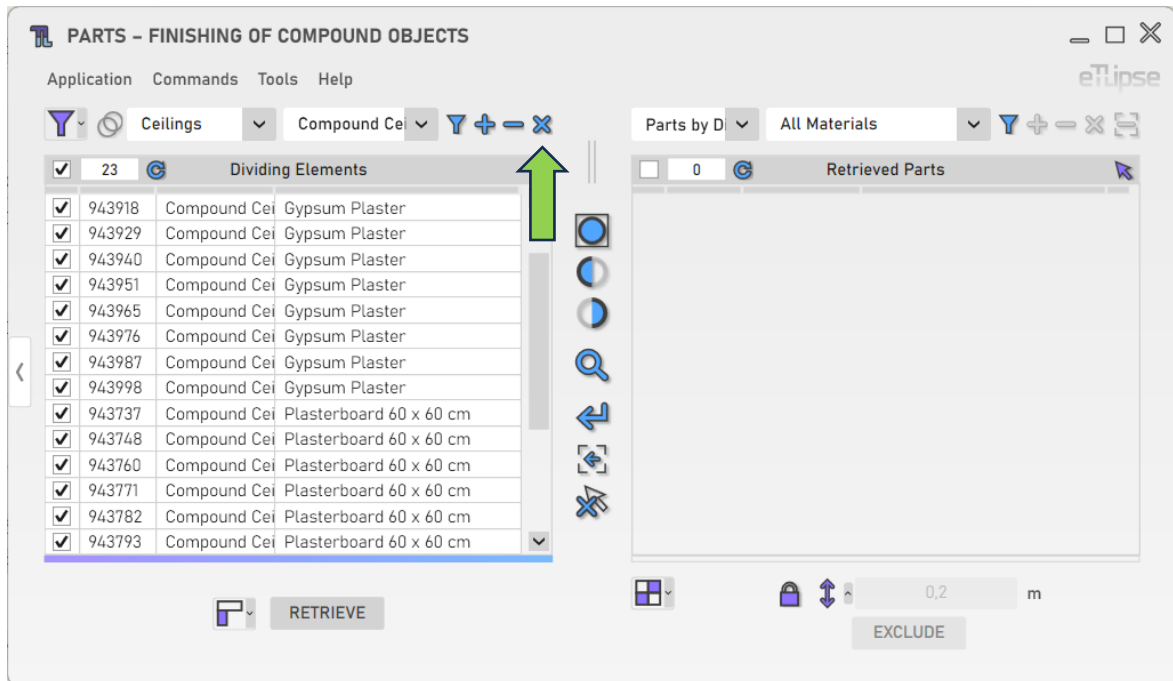 PARTS – FINISHING OF COMPOUND OBJECTS
Application Commands Tools Help
eTLipse
Ceilings Compound Cei
Parts by Di All Materials
23 Dividing Elements
0 Retrieved Parts
943918 Compound Cei Gypsum Plaster
943929 Compound Cei Gypsum Plaster
943940 Compound Cei Gypsum Plaster
943951 Compound Cei Gypsum Plaster
943965 Compound Cei Gypsum Plaster
943976 Compound Cei Gypsum Plaster
943987 Compound Cei Gypsum Plaster
943998 Compound Cei Gypsum Plaster
943737 Compound Cei Plasterboard 60 x 60 cm
943748 Compound Cei Plasterboard 60 x 60 cm
943760 Compound Cei Plasterboard 60 x 60 cm
943771 Compound Cei Plasterboard 60 x 60 cm
943782 Compound Cei Plasterboard 60 x 60 cm
943793 Compound Cei Plasterboard 60 x 60 cm
RETRIEVE
0,2 m
EXCLUDE